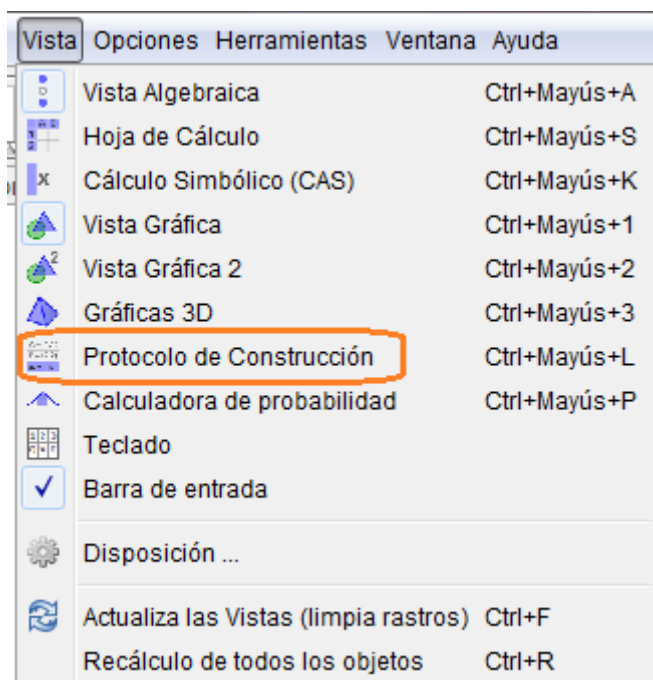 Vista Opciones Herramientas Ventana Ayuda
Vista Algebraica Ctrl+Mayús+A
Hoja de Cálculo Ctrl+Mayús+S
Cálculo Simbólico (CAS) Ctrl+Mayús+K
Vista Gráfica Ctrl+Mayús+1
Vista Gráfica 2 Ctrl+Mayús+2
Gráficas 3D Ctrl+Mayús+3
Protocolo de Construcción Ctrl+Mayús+L
Calculadora de probabilidad Ctrl+Mayús+P
Teclado
Barra de entrada
Disposición ...
Actualiza las Vistas (limpia rastros) Ctrl+F
Recálculo de todos los objetos Ctrl+R